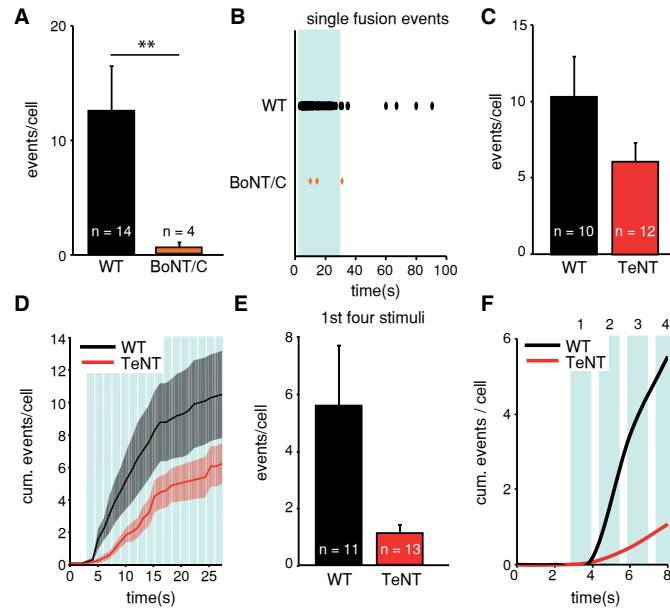 A
20
10
0
events/cell
**
n = 14
n = 4
WT
BoNT/C
B
single fusion events
WT
BoNT/C
0
20
40
60
80
100
time(s)
C
15
10
5
0
events/cell
n = 10
n = 12
WT
TeNT
D
14
12
10
8
6
4
2
0
cum. events/cell
WT
TeNT
0
5
10
15
20
25
time(s)
E
1st four stimuli
8
6
4
2
0
events/cell
n = 11
n = 13
WT
TeNT
F
1
2
3
4
6
4
2
0
cum. events / cell
WT
TeNT
0
2
4
6
8
time(s)